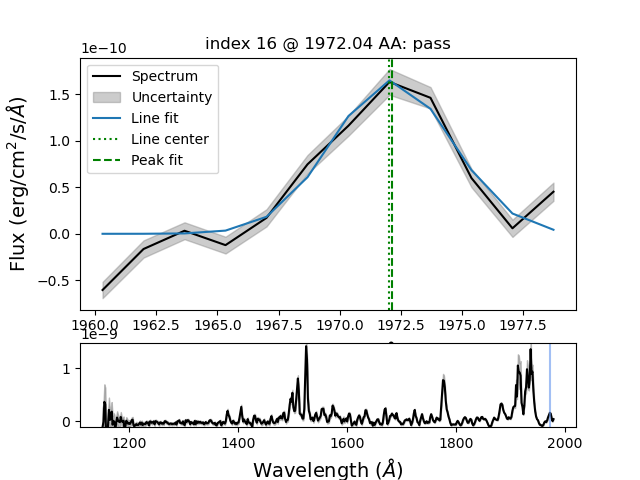 index 16 @ 1972.04 AA: pass
1e−10
Spectrum
Uncertainty
Line fit
Line center
Peak fit
1.5
1.0
0.5
0.0
−0.5
Flux (erg/cm²/s/Å)
1960.0 1962.5 1965.0 1967.5 1970.0 1972.5 1975.0 1977.5
1e−9
1
0
1200 1400 1600 1800 2000
Wavelength (Å)